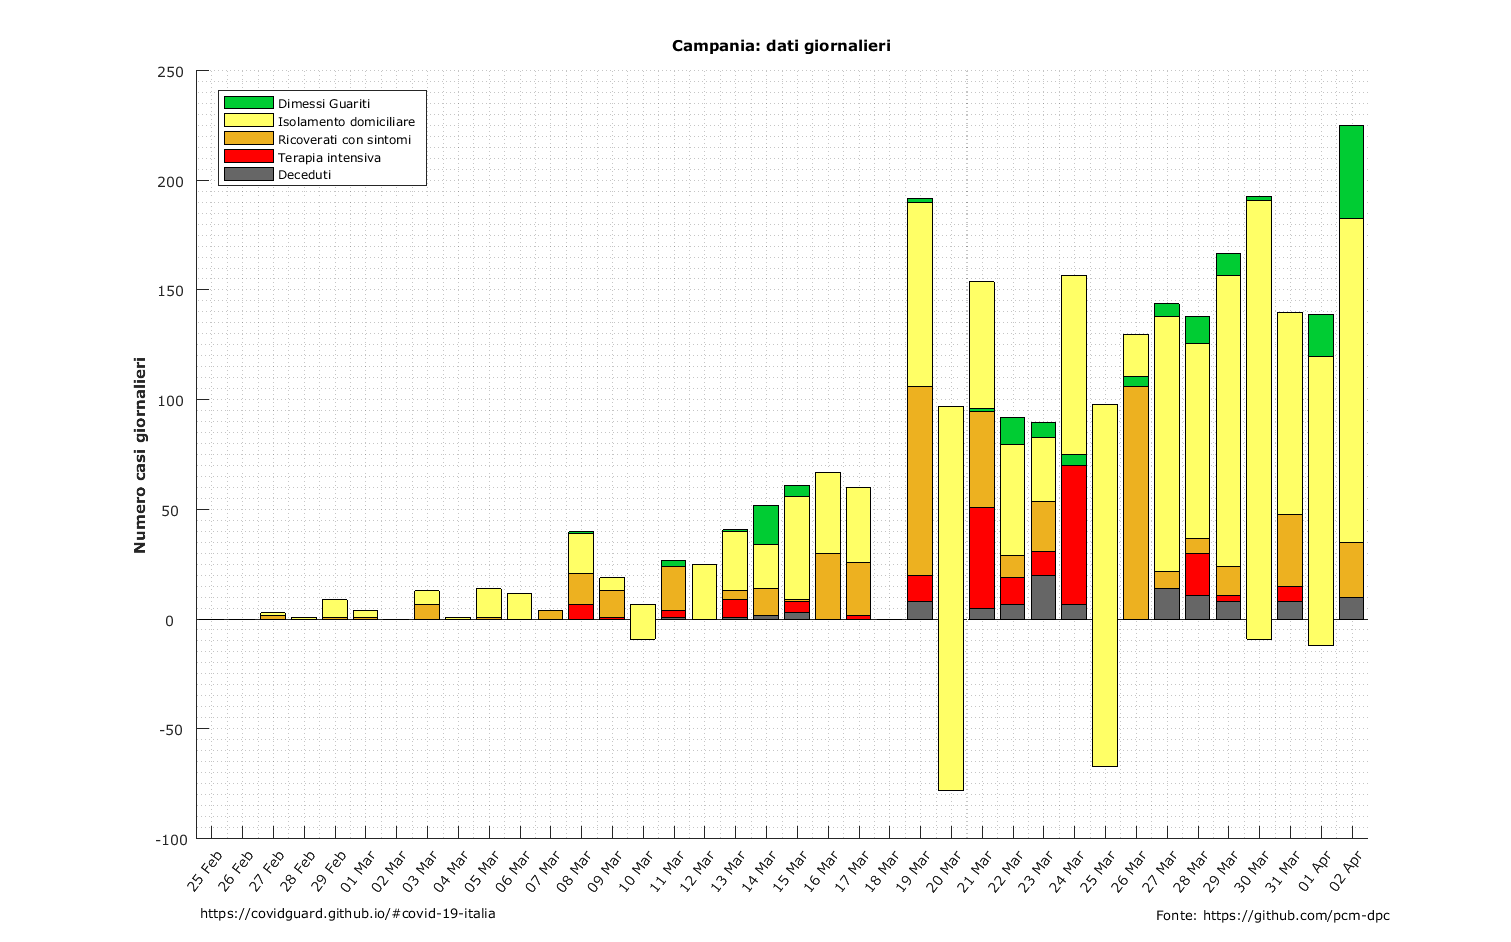 Campania: dati giornalieri
250
200
150
100
50
0
-50
-100
Numero casi giornalieri
Dimessi Guariti
Isolamento domiciliare
Ricoverati con sintomi
Terapia intensiva
Deceduti
25 Feb
26 Feb
27 Feb
28 Feb
29 Feb
01 Mar
02 Mar
03 Mar
04 Mar
05 Mar
06 Mar
07 Mar
08 Mar
09 Mar
10 Mar
11 Mar
12 Mar
13 Mar
14 Mar
15 Mar
16 Mar
17 Mar
18 Mar
19 Mar
20 Mar
21 Mar
22 Mar
23 Mar
24 Mar
25 Mar
26 Mar
27 Mar
28 Mar
29 Mar
30 Mar
31 Mar
01 Apr
02 Apr
https://covidguard.github.io/#covid-19-italia
Fonte: https://github.com/pcm-dpc